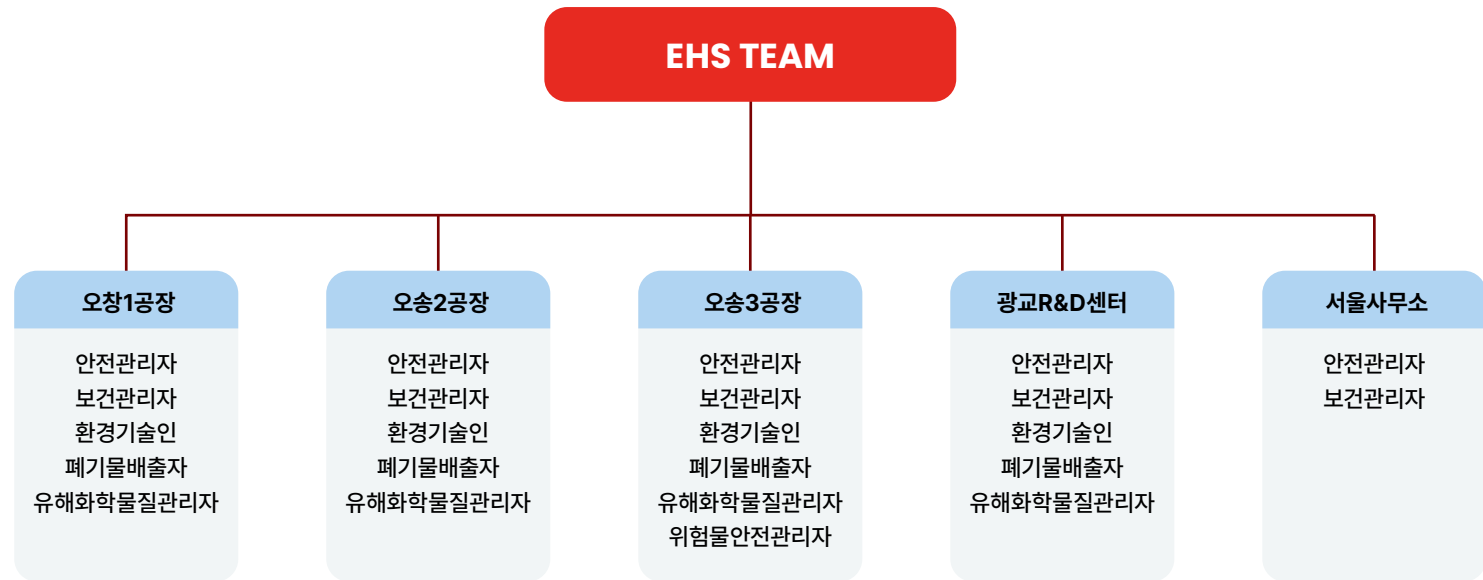 EHS TEAM
오창1공장
안전관리자
보건관리자
환경기술인
폐기물배출자
유해화학물질관리자
오송2공장
안전관리자
보건관리자
환경기술인
폐기물배출자
유해화학물질관리자
오송3공장
안전관리자
보건관리자
환경기술인
폐기물배출자
유해화학물질관리자
위험물안전관리자
광교R&D센터
안전관리자
보건관리자
환경기술인
폐기물배출자
유해화학물질관리자
서울사무소
안전관리자
보건관리자